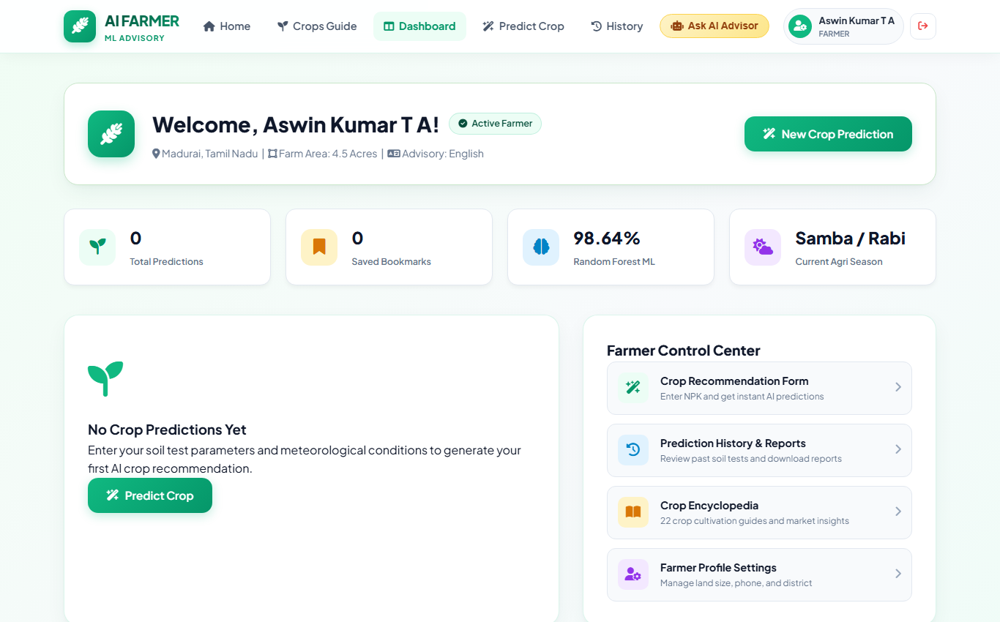 AI FARMER
ML ADVISORY
Home
Crops Guide
Dashboard
Predict Crop
History
Ask AI Advisor
Aswin Kumar T A
FARMER
Welcome, Aswin Kumar T A!
Active Farmer
Madurai, Tamil Nadu | Farm Area: 4.5 Acres | Advisory: English
New Crop Prediction
0
Total Predictions
0
Saved Bookmarks
98.64%
Random Forest ML
Samba / Rabi
Current Agri Season
No Crop Predictions Yet
Enter your soil test parameters and meteorological conditions to generate your
first AI crop recommendation.
Predict Crop
Farmer Control Center
Crop Recommendation Form
Enter NPK and get instant AI predictions
Prediction History & Reports
Review past soil tests and download reports
Crop Encyclopedia
22 crop cultivation guides and market insights
Farmer Profile Settings
Manage land size, phone, and district